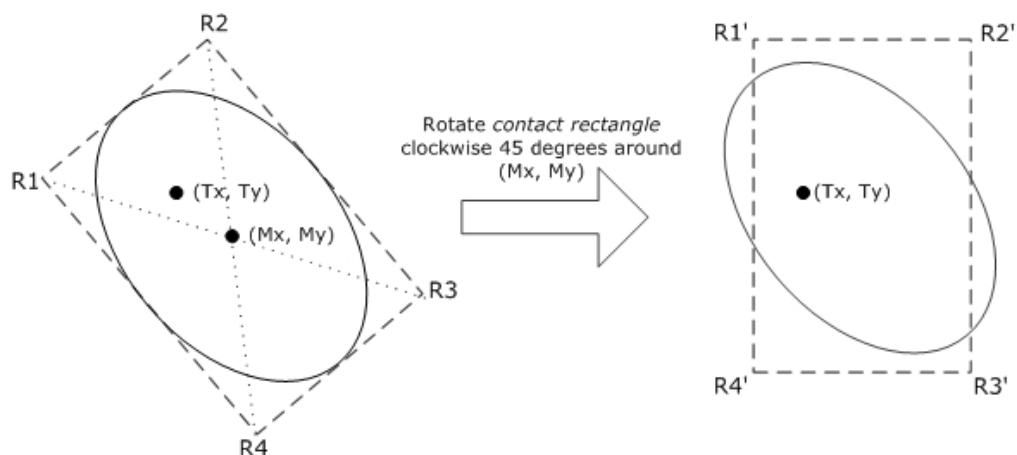 R2
R1
(Tx, Ty)
(Mx, My)
R3
R4
Rotate contact rectangle
clockwise 45 degrees around
(Mx, My)
R1'
R2'
(Tx, Ty)
R4'
R3'